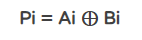 Pi = Ai ⨁ Bi